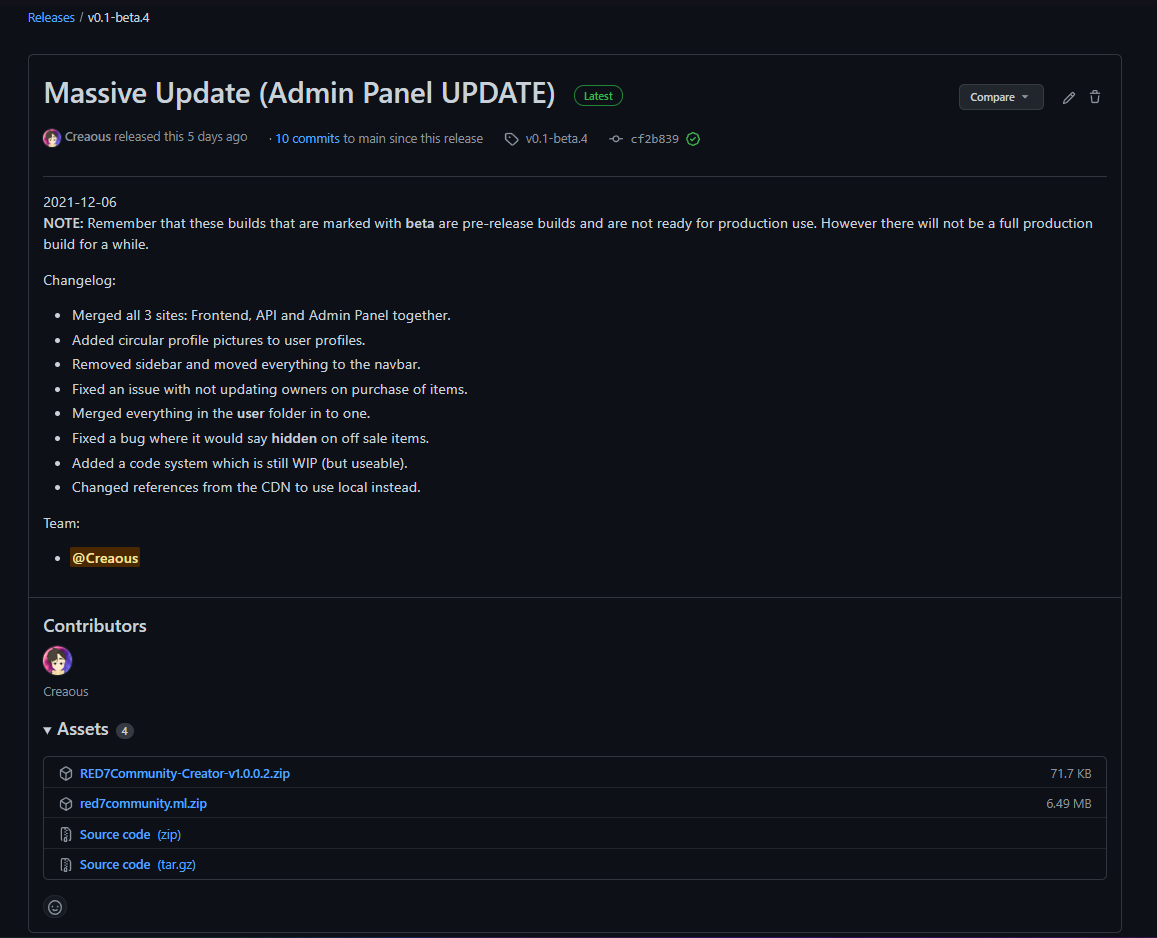 Releases / v0.1-beta.4
Massive Update (Admin Panel UPDATE) Latest Compare
Creaous released this 5 days ago · 10 commits to main since this release v0.1-beta.4 cf2b839
2021-12-06
NOTE: Remember that these builds that are marked with beta are pre-release builds and are not ready for production use. However there will not be a full production
build for a while.
Changelog:
• Merged all 3 sites: Frontend, API and Admin Panel together.
• Added circular profile pictures to user profiles.
• Removed sidebar and moved everything to the navbar.
• Fixed an issue with not updating owners on purchase of items.
• Merged everything in the user folder in to one.
• Fixed a bug where it would say hidden on off sale items.
• Added a code system which is still WIP (but useable).
• Changed references from the CDN to use local instead.
Team:
• @Creaous
Contributors
Creaous
Assets 4
RED7Community-Creator-v1.0.0.2.zip 71.7 KB
red7community.ml.zip 6.49 MB
Source code (zip)
Source code (tar.gz)